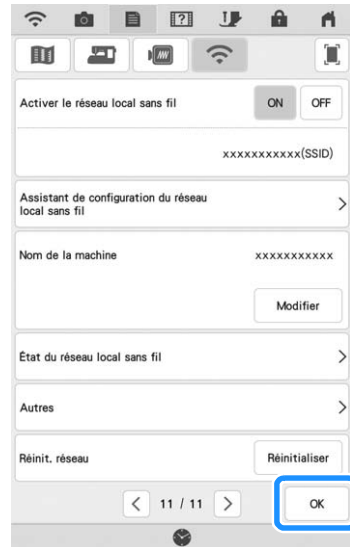 Activer le réseau local sans fil ON OFF
xxxxxxxxxxx(SSID)
Assistant de configuration du réseau
local sans fil
Nom de la machine xxxxxxxxxxx
Modifier
État du réseau local sans fil
Autres
Réinit. réseau Réinitialiser
< 11 / 11 > OK